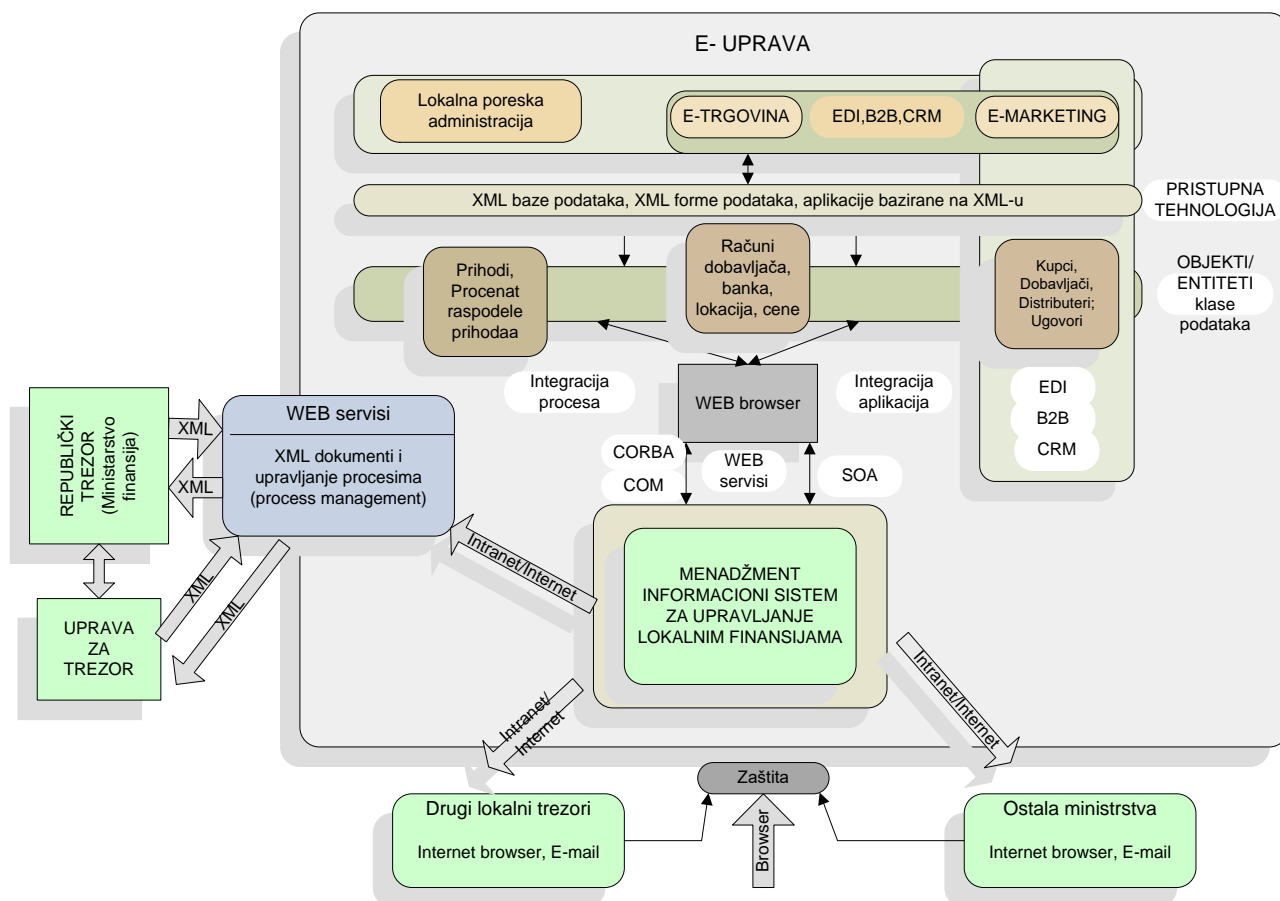 E- UPRAVA
Lokalna poreska
administracija
E-TRGOVINA
EDI,B2B,CRM
E-MARKETING
XML baze podataka, XML forme podataka, aplikacije bazirane na XML-u
PRISTUPNA
TEHNOLOGIJA
Prihodi,
Procenat
raspodele
prihodaa
Računi
dobavljača,
banka,
lokacija, cene
Kupci,
Dobavljači,
Distributeri;
Ugovori
OBJEKTI/
ENTITETI
klase
podataka
Integracija
procesa
WEB browser
Integracija
aplikacija
EDI
B2B
CRM
REPUBLIČKI
TREZOR
(Ministarstvo
finansija)
XML
XML
WEB servisi
XML dokumenti i
upravljanje procesima
(process management)
CORBA
COM
WEB
servisi
SOA
Intranet/Internet
XML
XML
UPRAVA
ZA
TREZOR
MENADŽMENT
INFORMACIONI SISTEM
ZA UPRAVLJANJE
LOKALNIM FINANSIJAMA
Intranet/
Internet
Intranet/Internet
Zaštita
Browser
Drugi lokalni trezori
Internet browser, E-mail
Ostala ministrstva
Internet browser, E-mail